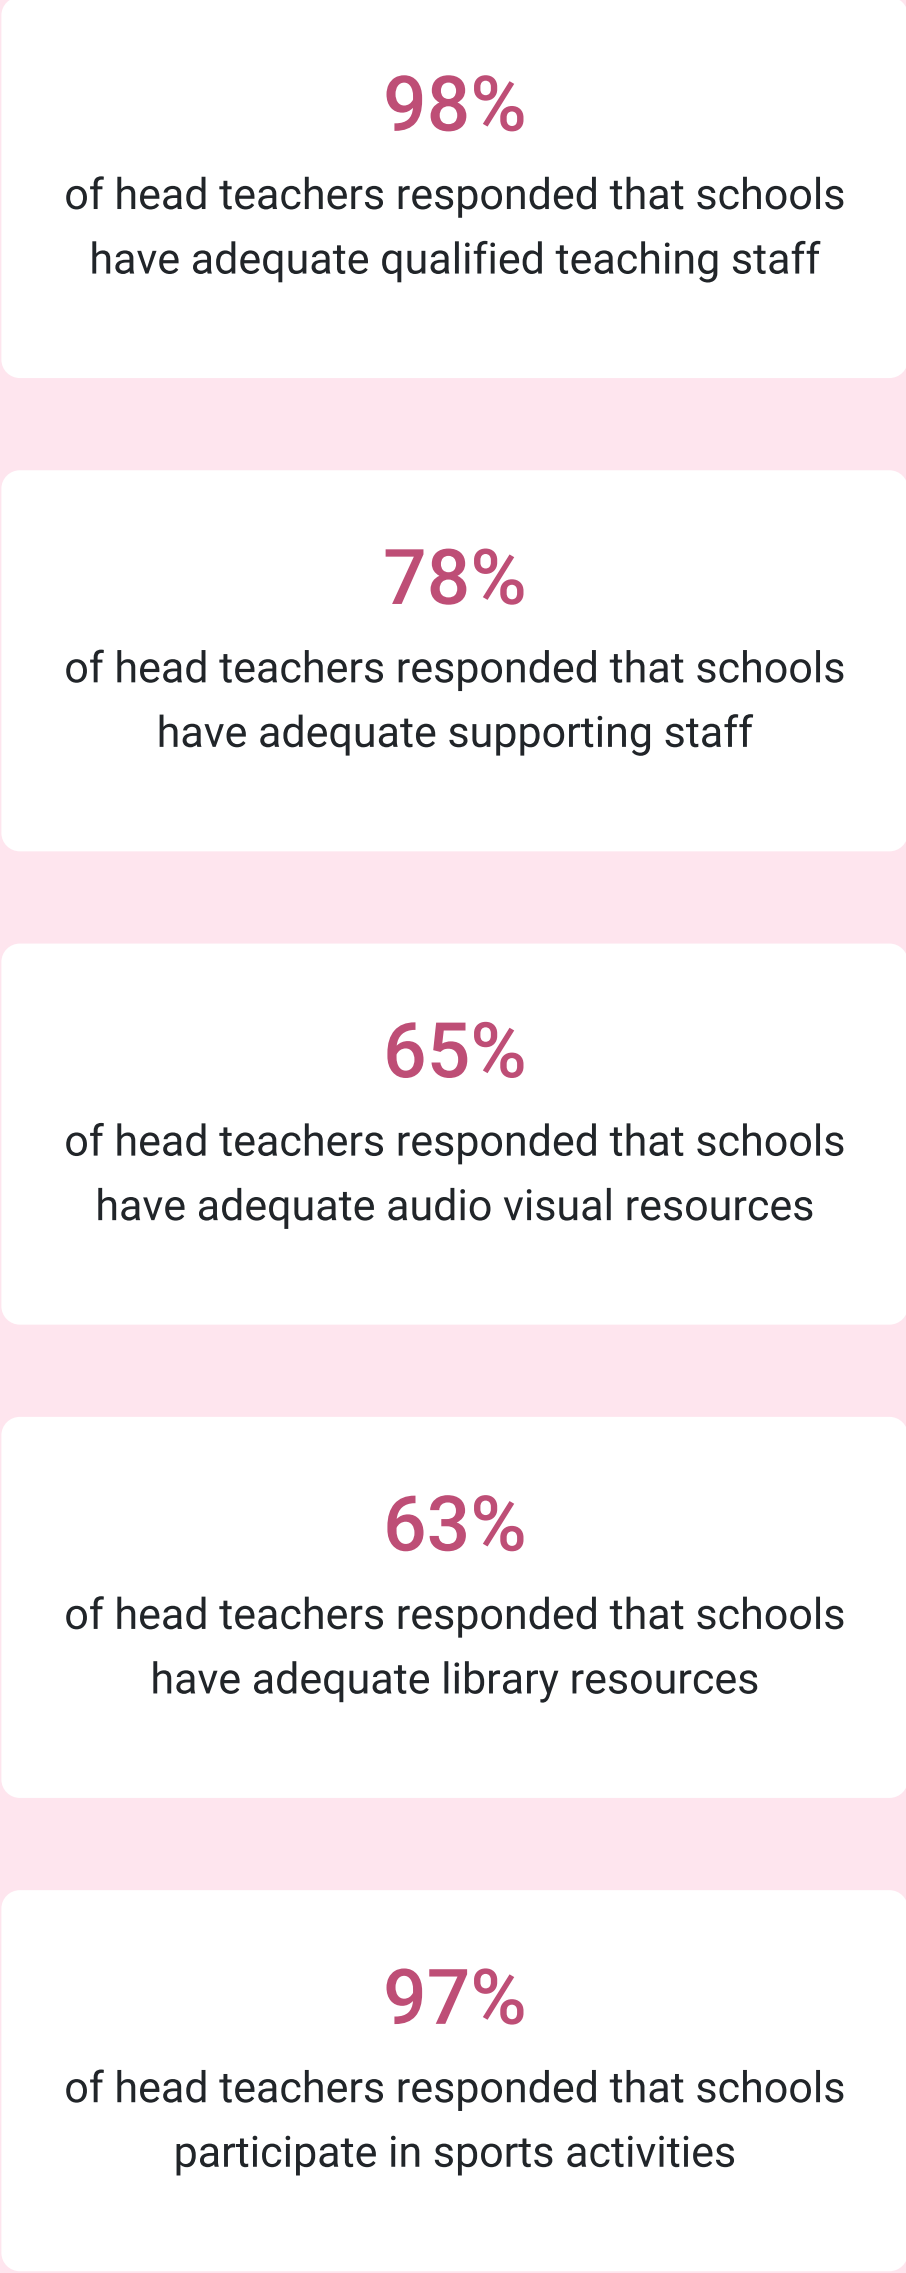 98%
of head teachers responded that schools
have adequate qualified teaching staff
78%
of head teachers responded that schools
have adequate supporting staff
65%
of head teachers responded that schools
have adequate audio visual resources
63%
of head teachers responded that schools
have adequate library resources
97%
of head teachers responded that schools
participate in sports activities